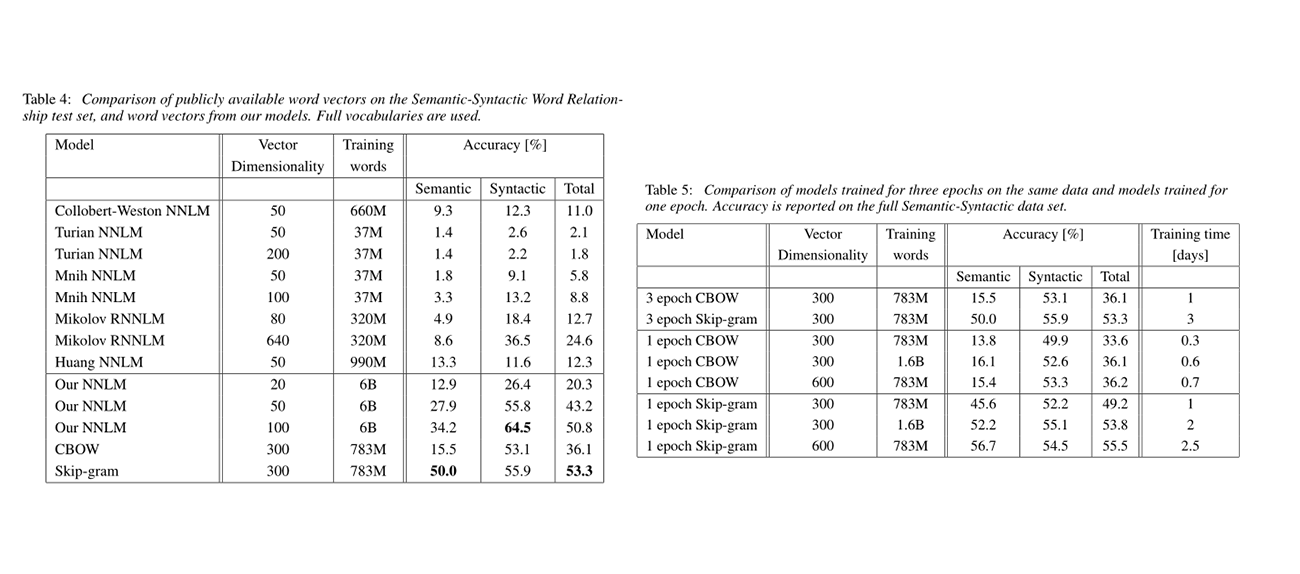 Table 4: Comparison of publicly available word vectors on the Semantic-Syntactic Word Relation-
ship test set, and word vectors from our models. Full vocabularies are used.
Model Vector Training Accuracy [%]
Dimensionality words
Semantic Syntactic Total
Collobert-Weston NNLM 50 660M 9.3 12.3 11.0
Turian NNLM 50 37M 1.4 2.6 2.1
Turian NNLM 200 37M 1.4 2.2 1.8
Mnih NNLM 50 37M 1.8 9.1 5.8
Mnih NNLM 100 37M 3.3 13.2 8.8
Mikolov RNNLM 80 320M 4.9 18.4 12.7
Mikolov RNNLM 640 320M 8.6 36.5 24.6
Huang NNLM 50 990M 13.3 11.6 12.3
Our NNLM 20 6B 12.9 26.4 20.3
Our NNLM 50 6B 27.9 55.8 43.2
Our NNLM 100 6B 34.2 64.5 50.8
CBOW 300 783M 15.5 53.1 36.1
Skip-gram 300 783M 50.0 55.9 53.3
Table 5: Comparison of models trained for three epochs on the same data and models trained for
one epoch. Accuracy is reported on the full Semantic-Syntactic data set.
Model Vector Training Accuracy [%] Training time
Dimensionality words [days]
Semantic Syntactic Total
3 epoch CBOW 300 783M 15.5 53.1 36.1 1
3 epoch Skip-gram 300 783M 50.0 55.9 53.3 3
1 epoch CBOW 300 783M 13.8 49.9 33.6 0.3
1 epoch CBOW 300 1.6B 16.1 52.6 36.1 0.6
1 epoch CBOW 600 783M 15.4 53.3 36.2 0.7
1 epoch Skip-gram 300 783M 45.6 52.2 49.2 1
1 epoch Skip-gram 300 1.6B 52.2 55.1 53.8 2
1 epoch Skip-gram 600 783M 56.7 54.5 55.5 2.5